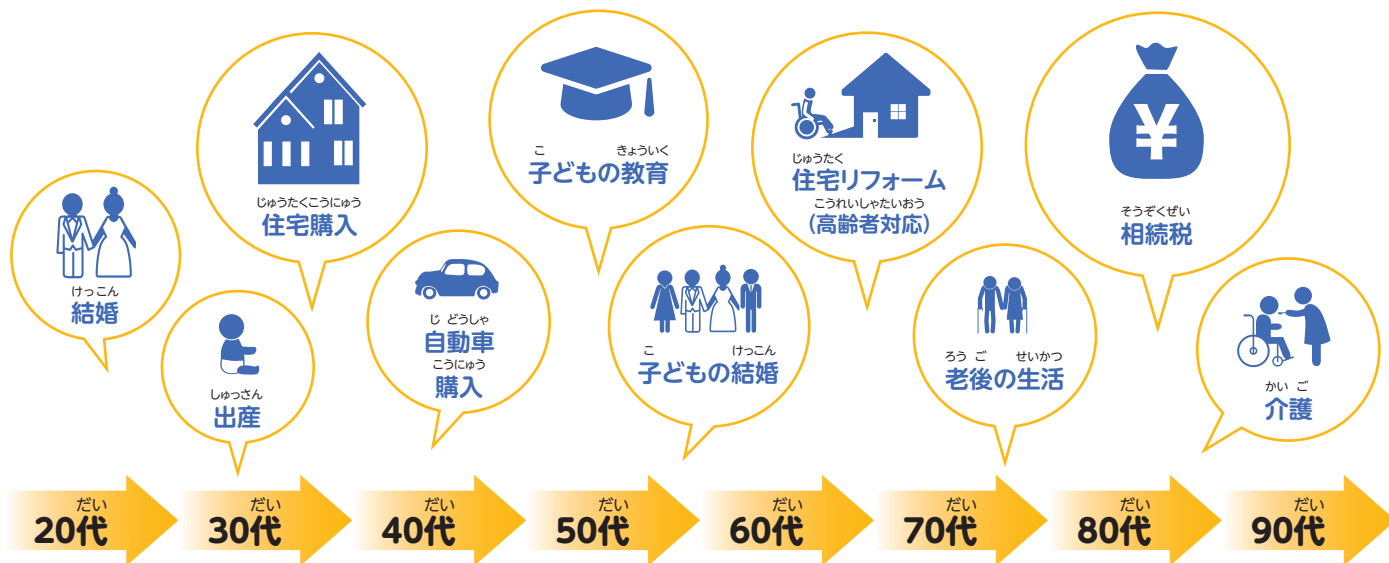 けっこん
結婚
しゅっさん
出産
じゅうたくこうにゅう
住宅購入
じ どうしゃ
自動車
こうにゅう
購入
こ きょういく
子どもの教育
こ けっこん
子どもの結婚
じゅうたく
住宅リフォーム
こうれいしゃたいおう
(高齢者対応)
ろう ご せいかつ
老後の生活
¥
そうぞくぜい
相続税
かい ご
介護
だい
20代
だい
30代
だい
40代
だい
50代
だい
60代
だい
70代
だい
80代
だい
90代